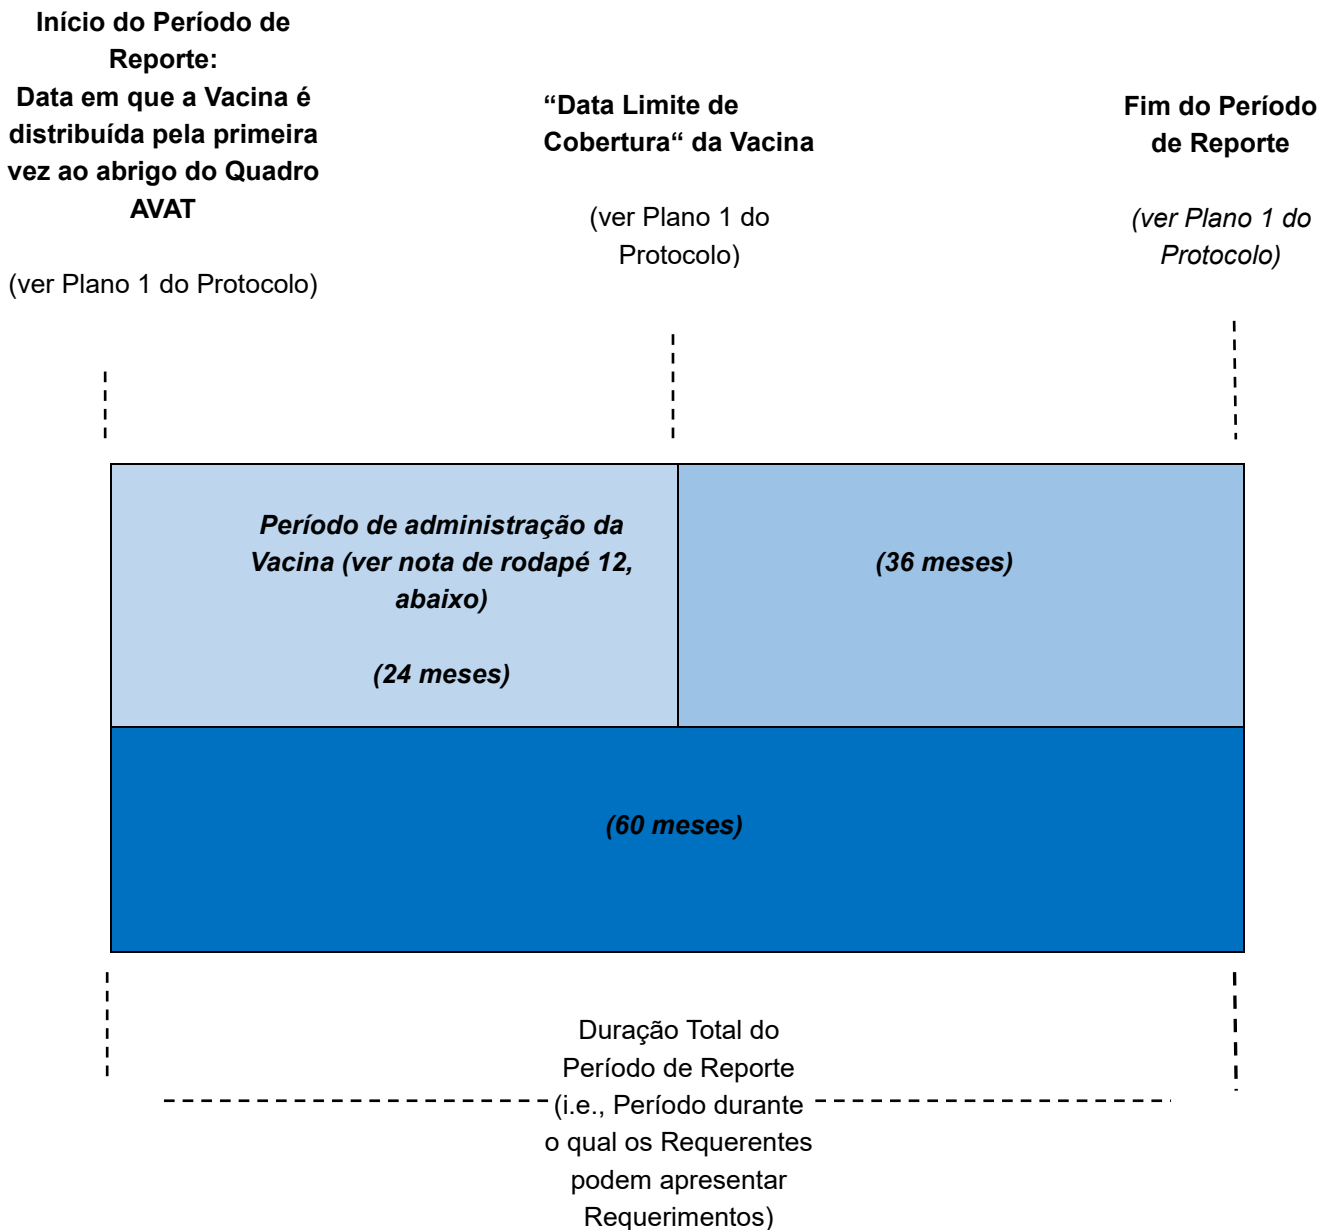 Início do Período de
Reporte:
Data em que a Vacina é
distribuída pela primeira
vez ao abrigo do Quadro
AVAT
(ver Plano 1 do Protocolo)
“Data Limite de
Cobertura“ da Vacina
(ver Plano 1 do
Protocolo)
Fim do Período
de Reporte
(ver Plano 1 do
Protocolo)
Período de administração da
Vacina (ver nota de rodapé 12,
abaixo)
(24 meses)
(36 meses)
(60 meses)
Duração Total do
Período de Reporte
(i.e., Período durante
o qual os Requerentes
podem apresentar
Requerimentos)